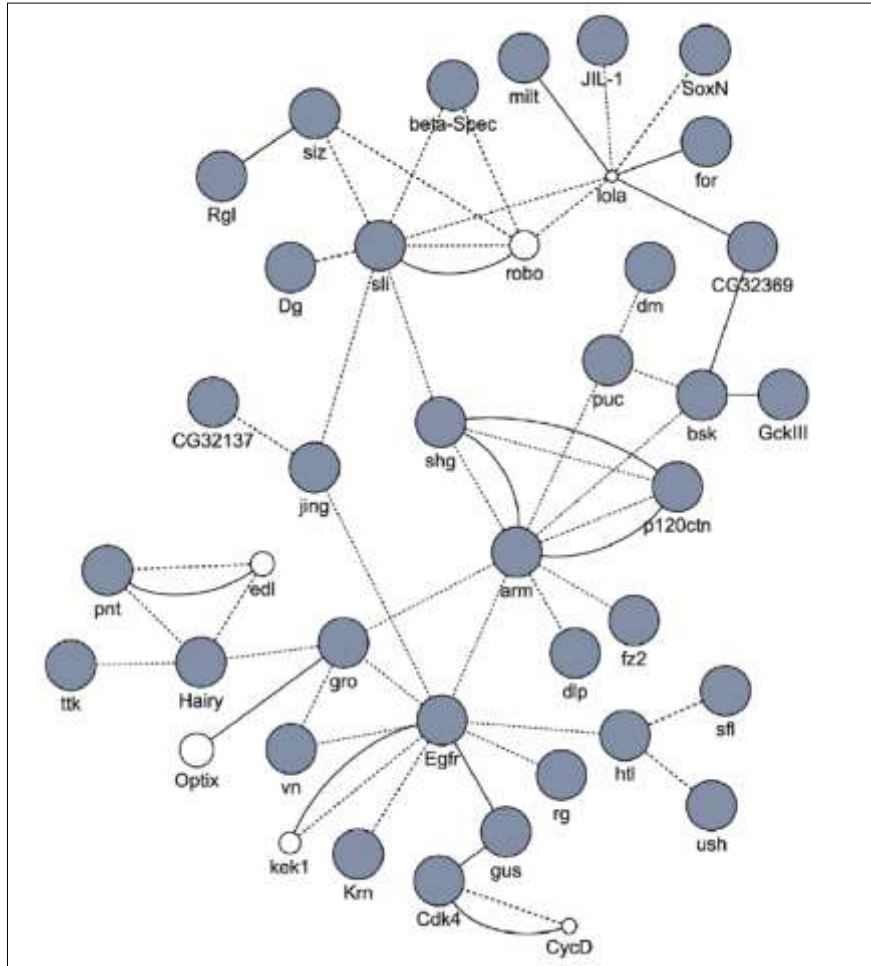 JIL-1
milt
SoxN
beta-Spec
siz
for
lola
Rgl
robo
CG32369
sli
Dg
dm
puc
bsk
GckIII
CG32137
shg
jing
p120ctn
arm
edl
pnt
fz2
gro
dlp
Hairy
ttk
sfl
Egfr
htl
Optix
vn
rg
ush
kek1
gus
Krn
Cdk4
CycD